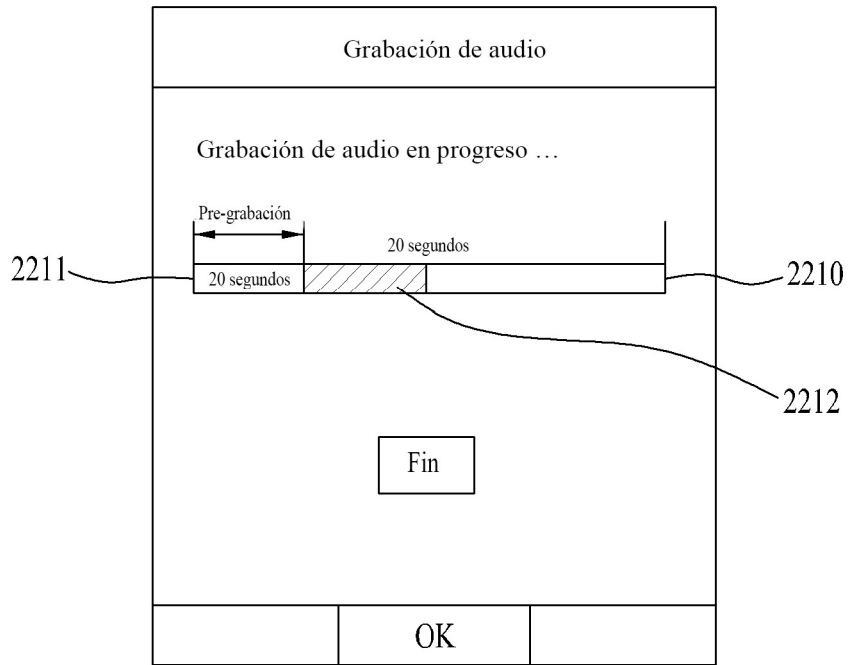 Grabación de audio
Grabación de audio en progreso …
Pre-grabación
20 segundos
2211
20 segundos
2210
2212
Fin
OK